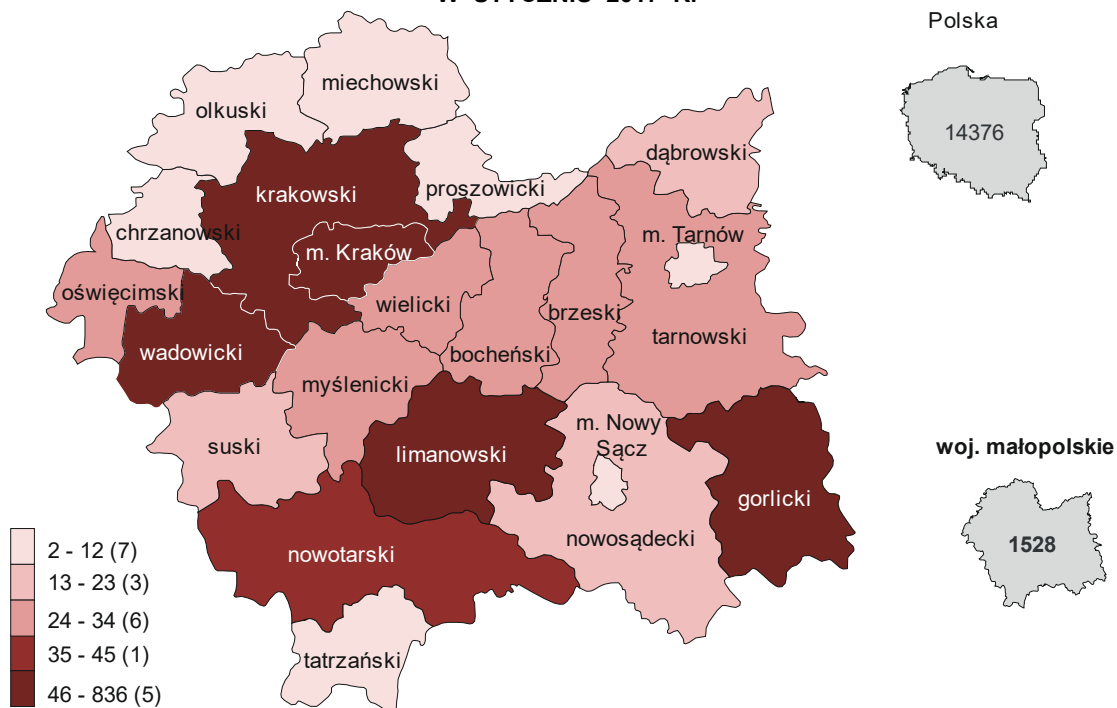 Polska
14376
miechowski
olkuski
dąbrowski
krakowski
proszowicki
chrzanowski
m. Kraków
m. Tarnów
oświęcimski
wielicki
brzeski
tarnowski
wadowicki
bocheński
myślenicki
m. Nowy
Sącz
suski
limanowski
gorlicki
woj. małopolskie
1528
nowosądecki
nowotarski
tatrzański
2 - 12 (7)
13 - 23 (3)
24 - 34 (6)
35 - 45 (1)
46 - 836 (5)